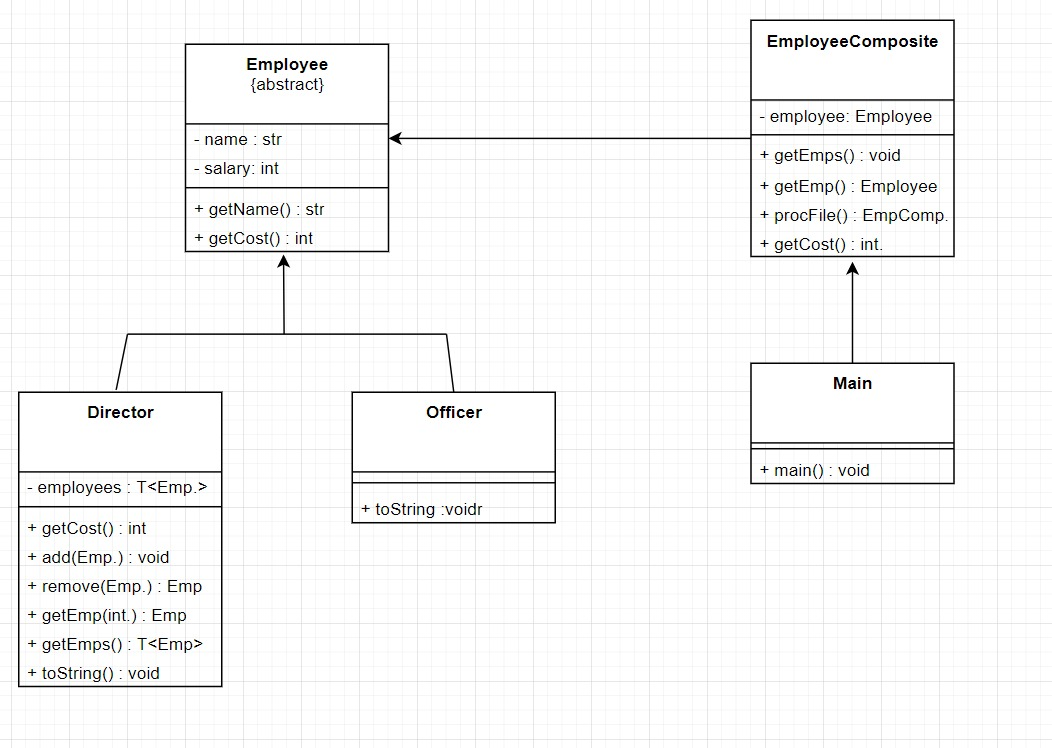 Employee
{abstract}
- name : str
- salary: int
+ getName() : str
+ getCost() : int
EmployeeComposite
- employee: Employee
+ getEmps() : void
+ getEmp() : Employee
+ procFile() : EmpComp.
+ getCost() : int.
Director
- employees : T<Emp.>
+ getCost() : int
+ add(Emp.) : void
+ remove(Emp.) : Emp
+ getEmp(int.) : Emp
+ getEmps() : T<Emp>
+ toString() : void
Officer
+ toString :voidr
Main
+ main() : void